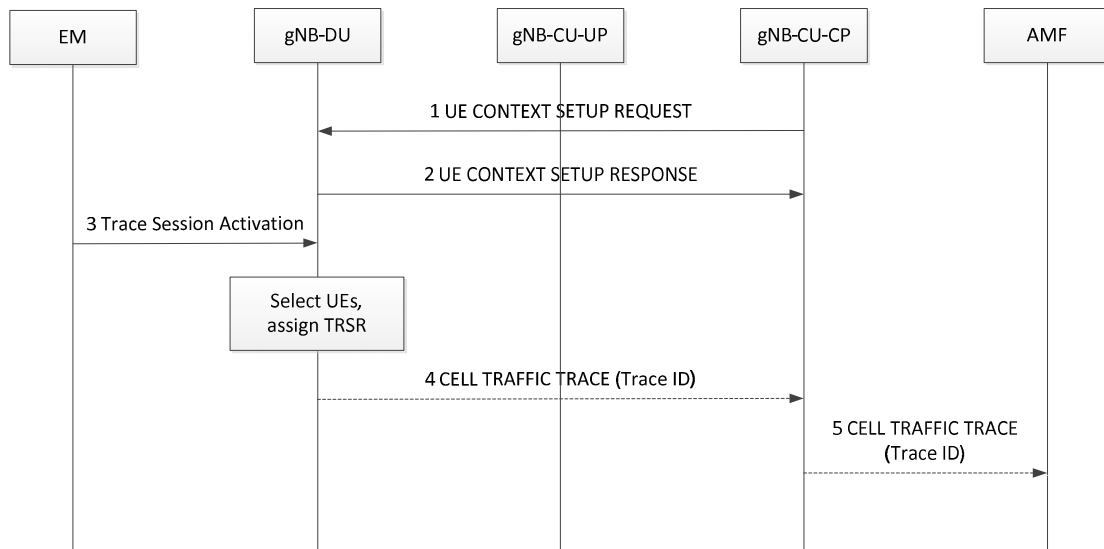 EM
gNB-DU
gNB-CU-UP
gNB-CU-CP
AMF
1 UE CONTEXT SETUP REQUEST
2 UE CONTEXT SETUP RESPONSE
3 Trace Session Activation
Select UEs,
assign TRSR
4 CELL TRAFFIC TRACE (Trace ID)
5 CELL TRAFFIC TRACE
(Trace ID)